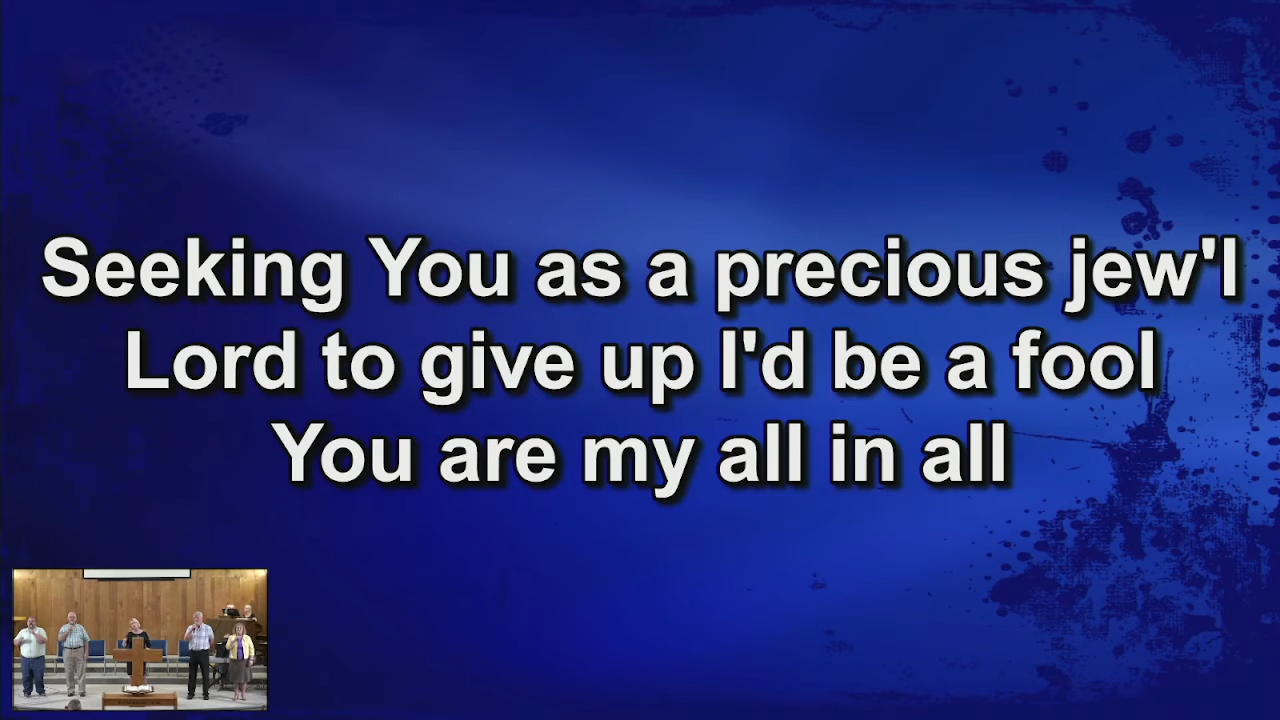 Seeking You as a precious jew'l
Lord to give up I'd be a fool
You are my all in all